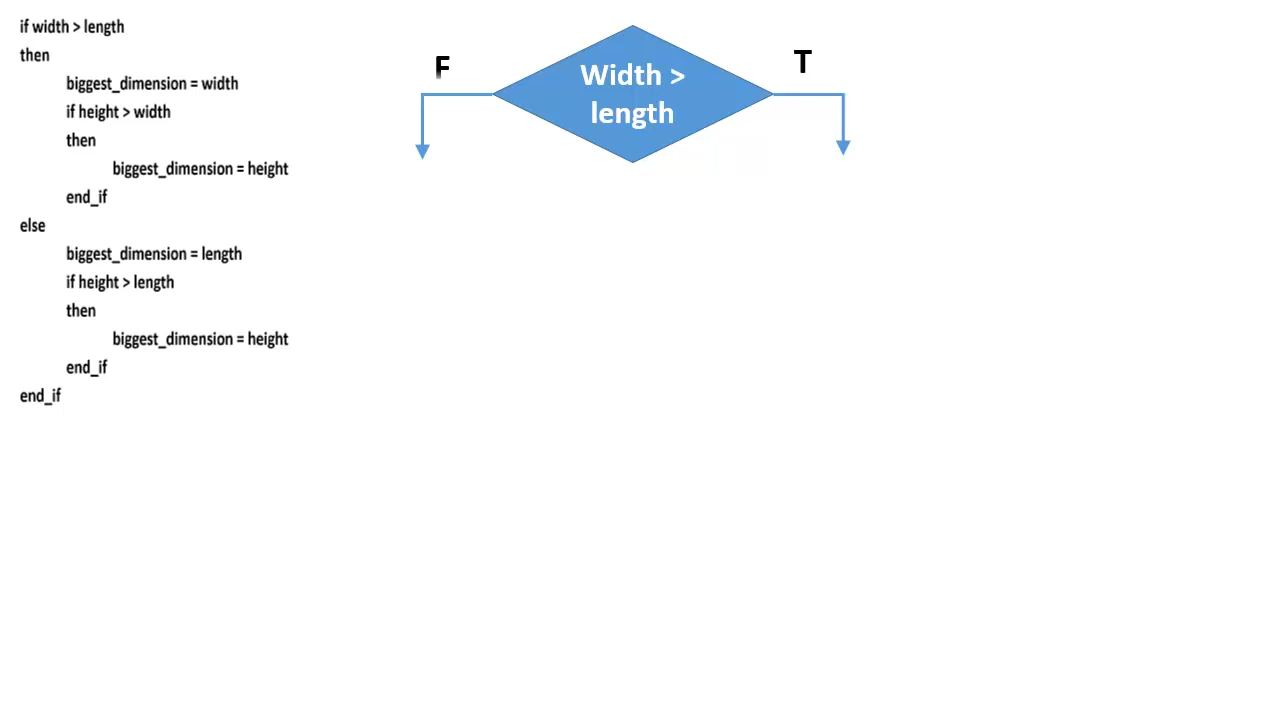 if width > length
then
biggest_dimension = width
if height > width
then
biggest_dimension = height
end_if
else
biggest_dimension = length
if height > length
then
biggest_dimension = height
end_if
end_if
F
Width >
length
T